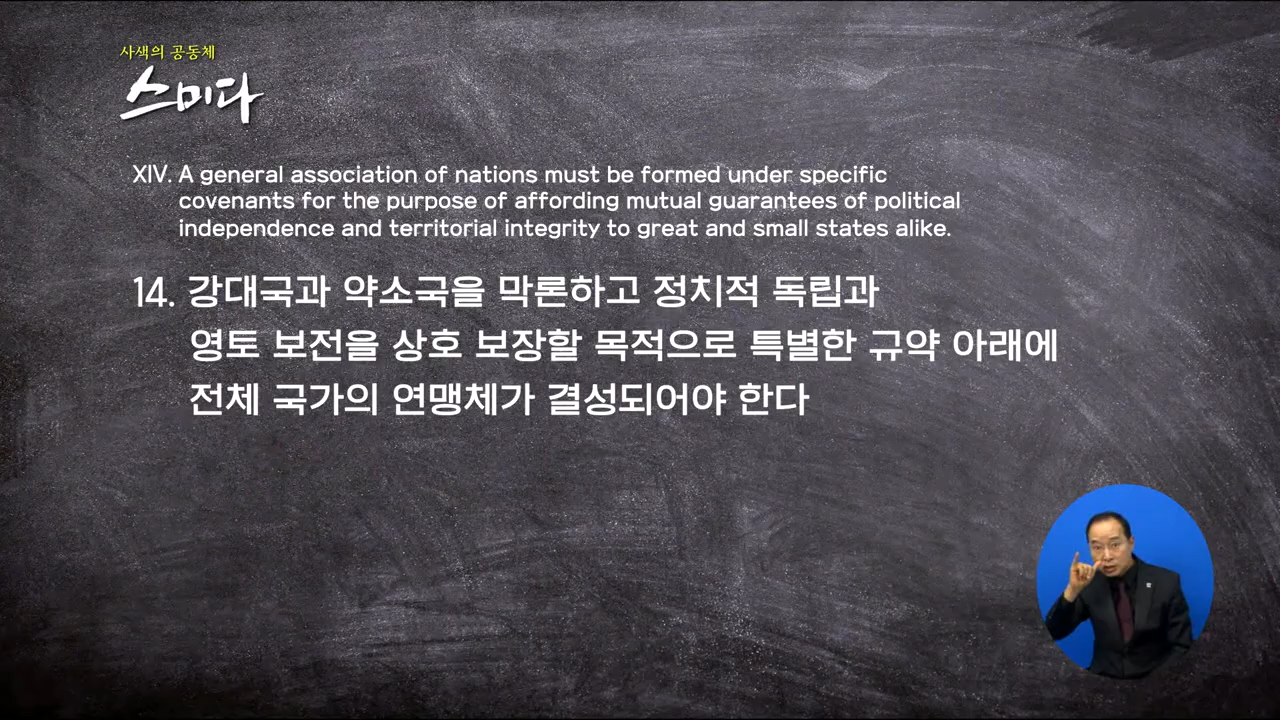 사색의 공동체
스미다
XIV. A general association of nations must be formed under specific
covenants for the purpose of affording mutual guarantees of political
independence and territorial integrity to great and small states alike.
14. 강대국과 약소국을 막론하고 정치적 독립과
영토 보전을 상호 보장할 목적으로 특별한 규약 아래에
전체 국가의 연맹체가 결성되어야 한다